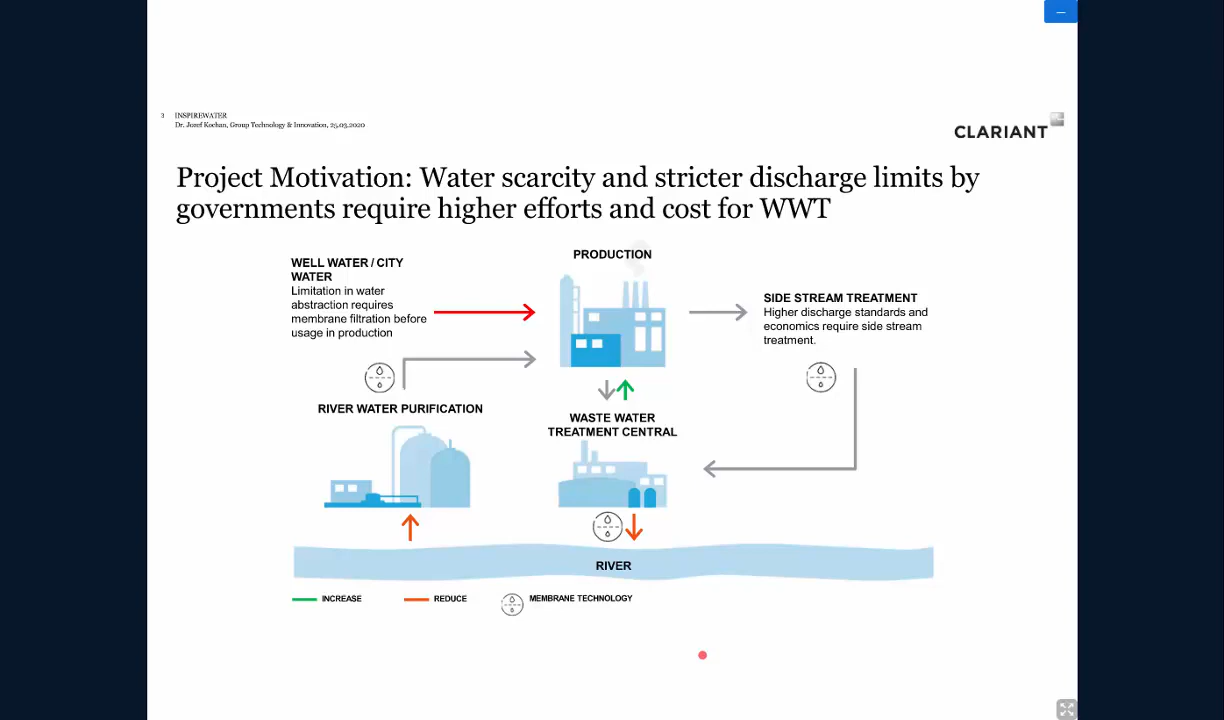 3 INSPIREWATER
Dr. Jozef Kochan, Group Technology & Innovation, 25.03.2020
CLARIANT
Project Motivation: Water scarcity and stricter discharge limits by
governments require higher efforts and cost for WWT
WELL WATER / CITY
WATER
Limitation in water
abstraction requires
membrane filtration before
usage in production
PRODUCTION
SIDE STREAM TREATMENT
Higher discharge standards and
economics require side stream
treatment.
RIVER WATER PURIFICATION
WASTE WATER
TREATMENT CENTRAL
RIVER
INCREASE
REDUCE
MEMBRANE TECHNOLOGY